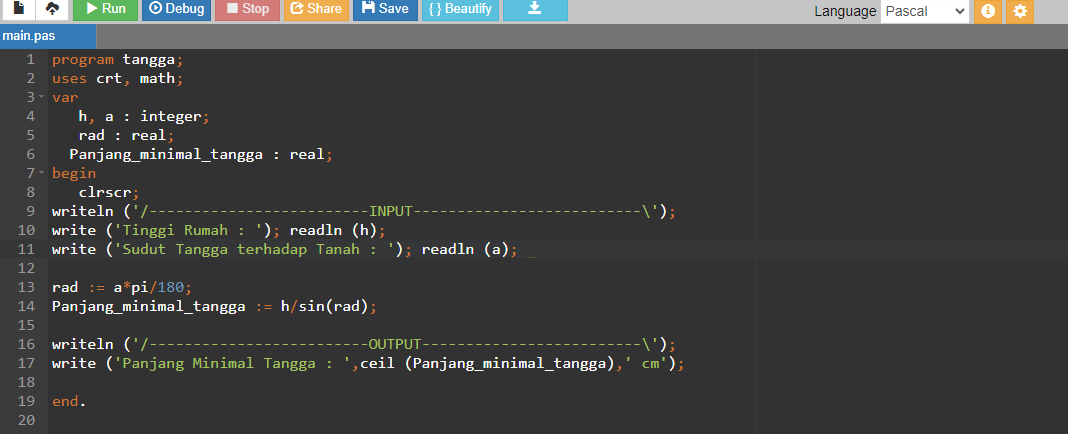 Run Debug Stop Share Save { } Beautify Language Pascal
main.pas
1 program tangga;
2 uses crt, math;
3 var
4 h, a : integer;
5 rad : real;
6 Panjang_minimal_tangga : real;
7 begin
8 clrscr;
9 writeln ('/-------------------------INPUT--------------------------\');
10 write ('Tinggi Rumah : '); readln (h);
11 write ('Sudut Tangga terhadap Tanah : '); readln (a); _
12
13 rad := a*pi/180;
14 Panjang_minimal_tangga := h/sin(rad);
15
16 writeln ('/-------------------------OUTPUT-------------------------\');
17 write ('Panjang Minimal Tangga : ',ceil (Panjang_minimal_tangga),' cm');
18
19 end.
20